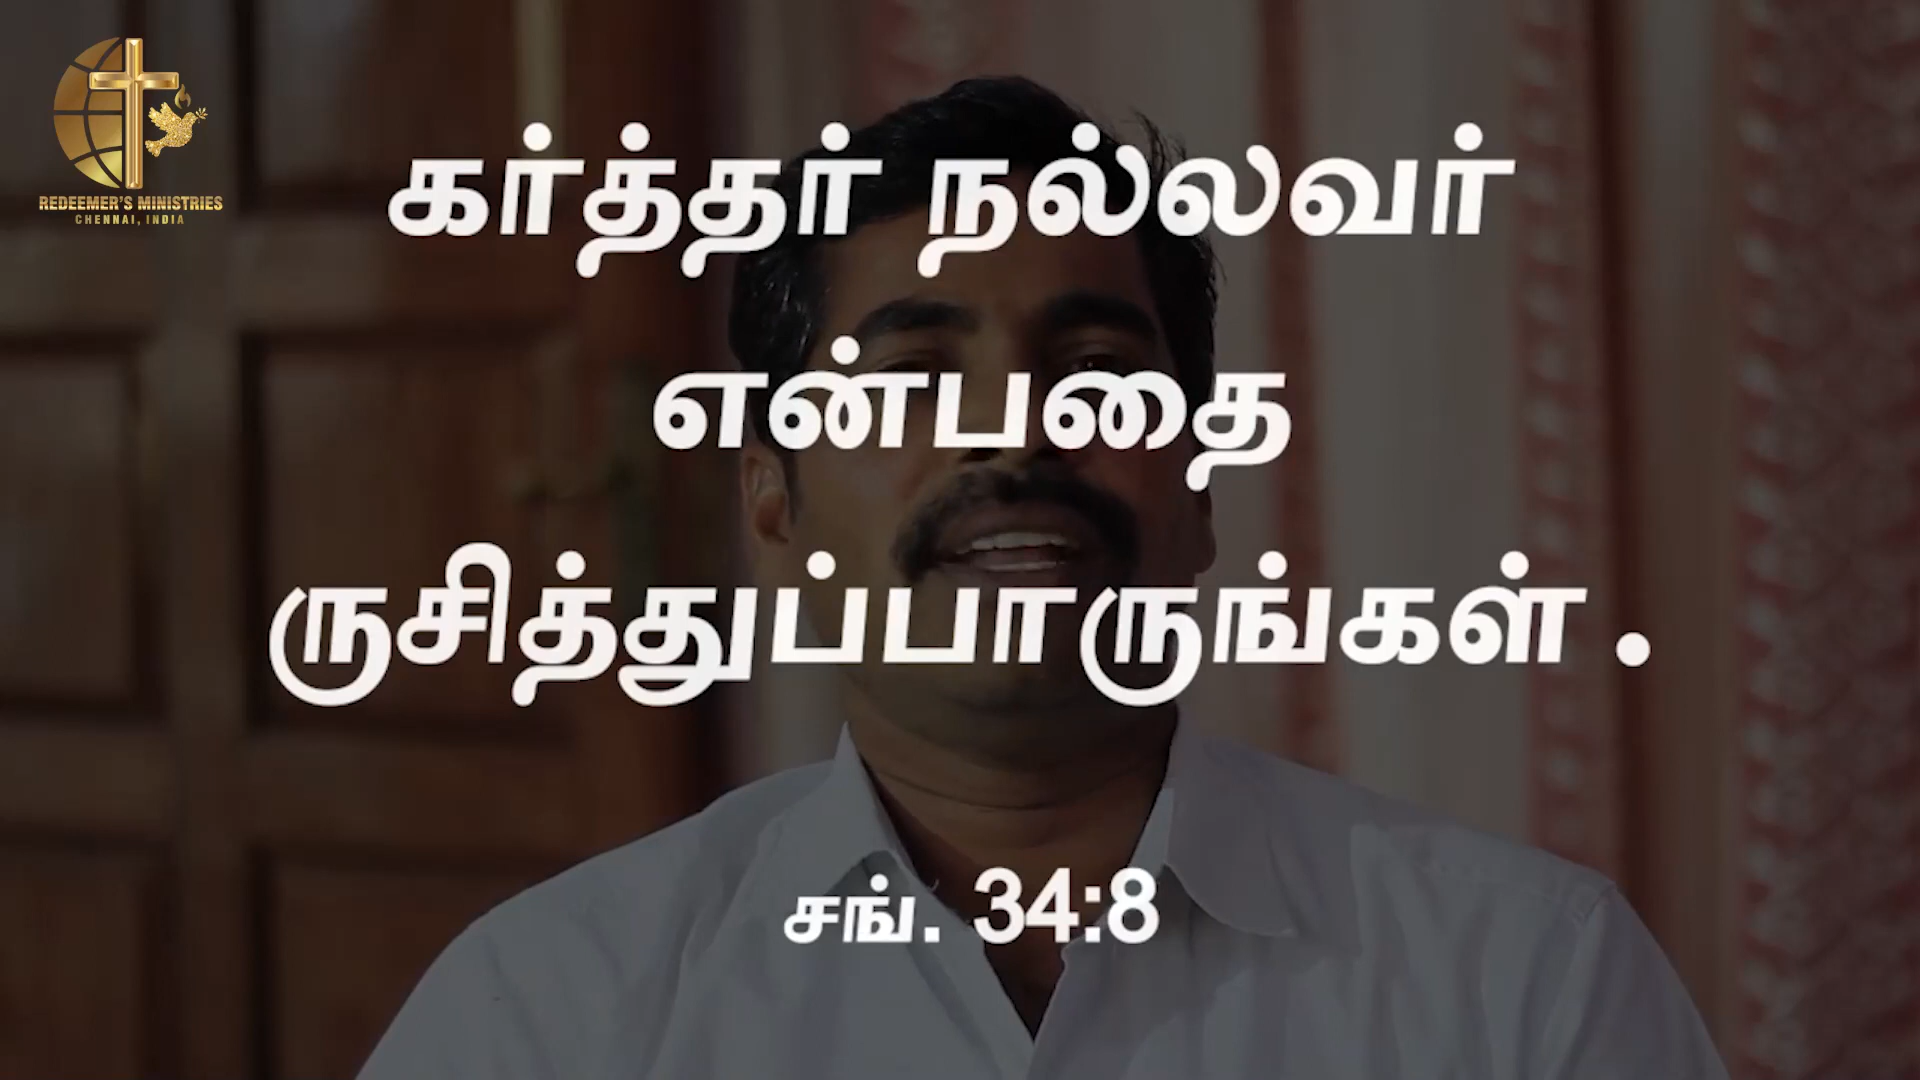 REDEEMER'S MINISTRIES
CHENNAI, INDIA
கர்த்தர் நல்லவர்
என்பதை
ருசித்துப்பாருங்கள்.
சங். 34:8